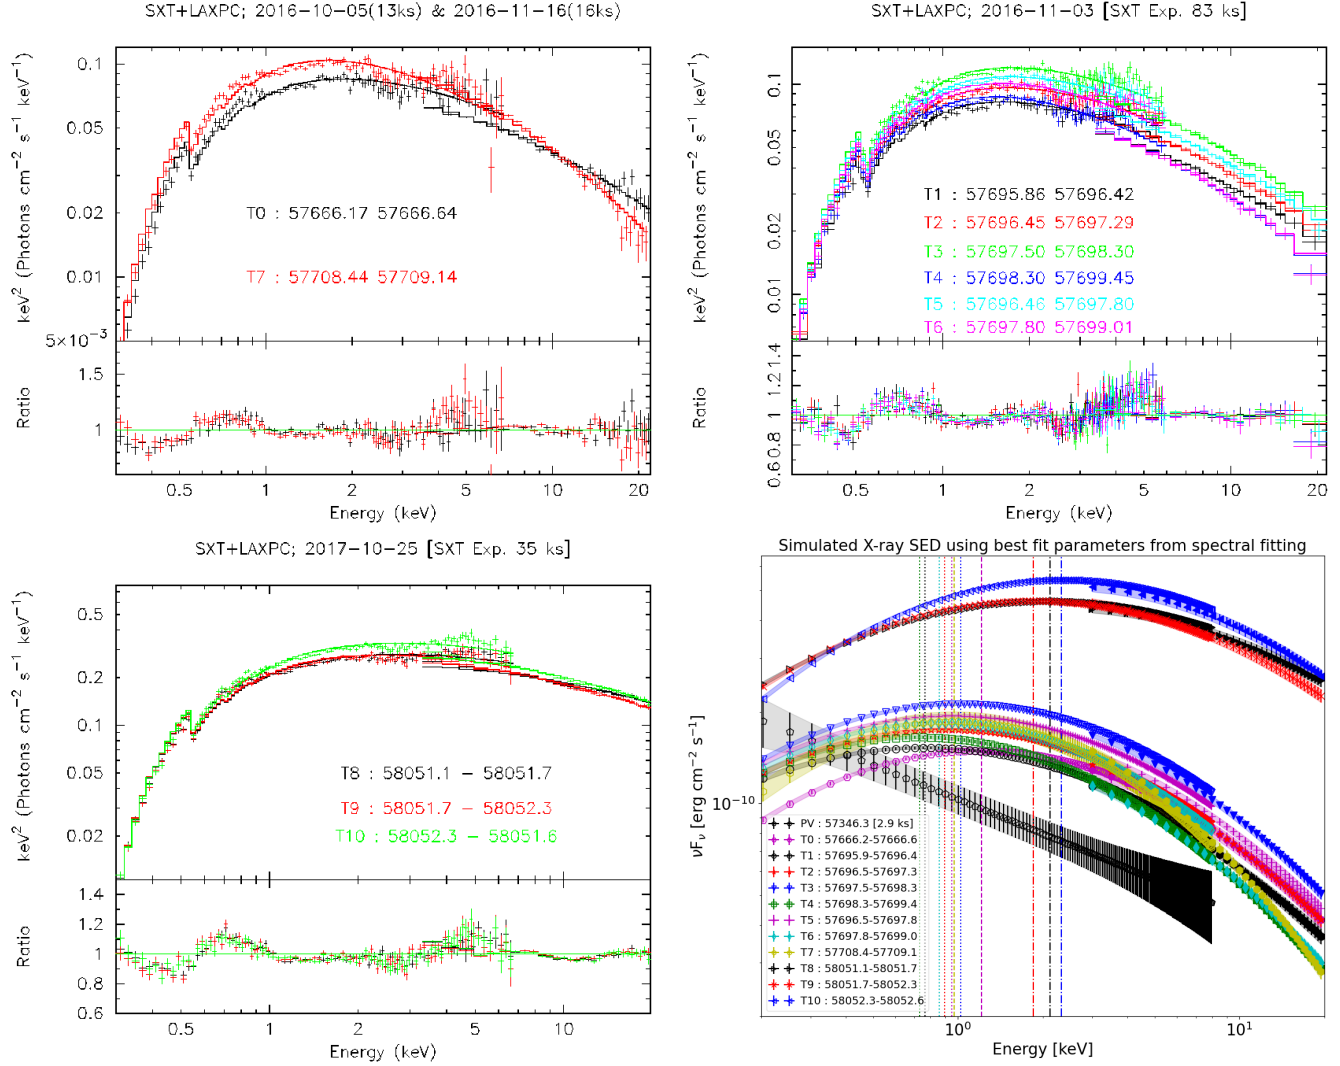 SXT+LAXPC; 2016-10-05(13ks) & 2016-11-16(16ks)
keV² (Photons cm⁻² s⁻¹ keV⁻¹)
0.1
0.05
0.02
0.01
5×10⁻³
T0 : 57666.17 57666.64
T7 : 57708.44 57709.14
Ratio
1.5
1
0.5 1 2 5 10 20
Energy (keV)
SXT+LAXPC; 2016-11-03 [SXT Exp. 83 ks]
keV² (Photons cm⁻² s⁻¹ keV⁻¹)
0.1
0.05
0.02
0.01
T1 : 57695.86 57696.42
T2 : 57696.45 57697.29
T3 : 57697.50 57698.30
T4 : 57698.30 57699.45
T5 : 57696.46 57697.80
T6 : 57697.80 57699.01
Ratio
0.6 0.8 1 1.2 1.4
0.5 1 2 5 10 20
Energy (keV)
SXT+LAXPC; 2017-10-25 [SXT Exp. 35 ks]
keV² (Photons cm⁻² s⁻¹ keV⁻¹)
0.5
0.2
0.1
0.05
0.02
T8 : 58051.1 – 58051.7
T9 : 58051.7 – 58052.3
T10 : 58052.3 – 58051.6
Ratio
1.4
1.2
1
0.8
0.6
0.5 1 2 5 10
Energy (keV)
Simulated X-ray SED using best fit parameters from spectral fitting
νFν [erg cm⁻² s⁻¹]
10⁻¹⁰
PV : 57346.3 [2.9 ks]
T0 : 57666.2-57666.6
T1 : 57695.9-57696.4
T2 : 57696.5-57697.3
T3 : 57697.5-57698.3
T4 : 57698.3-57699.4
T5 : 57696.5-57697.8
T6 : 57697.8-57699.0
T7 : 57708.4-57709.1
T8 : 58051.1-58051.7
T9 : 58051.7-58052.3
T10 : 58052.3-58052.6
10⁰ 10¹
Energy [keV]